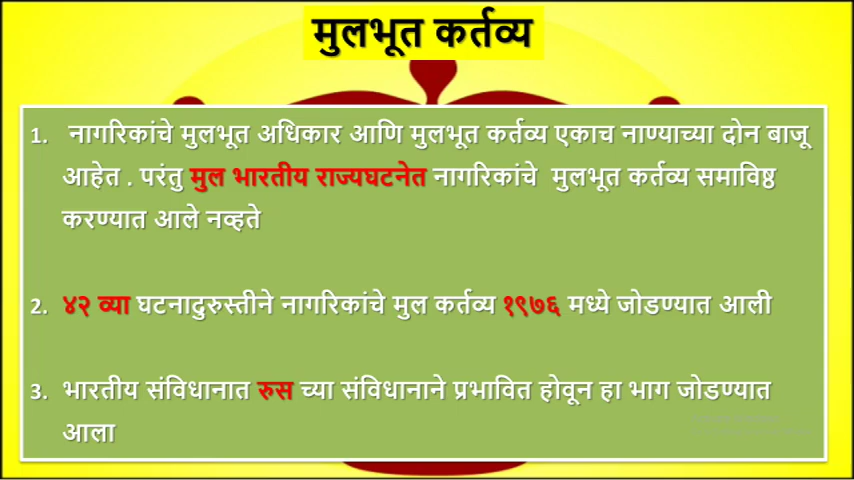 मुलभूत कर्तव्य
1. नागरिकांचे मुलभूत अधिकार आणि मुलभूत कर्तव्य एकाच नाण्याच्या दोन बाजू
आहेत . परंतु मुल भारतीय राज्यघटनेत नागरिकांचे मुलभूत कर्तव्य समाविष्ठ
करण्यात आले नव्हते
2. ४२ व्या घटनादुरुस्तीने नागरिकांचे मुल कर्तव्य १९७६ मध्ये जोडण्यात आली
3. भारतीय संविधानात रुस च्या संविधानाने प्रभावित होवून हा भाग जोडण्यात
आला